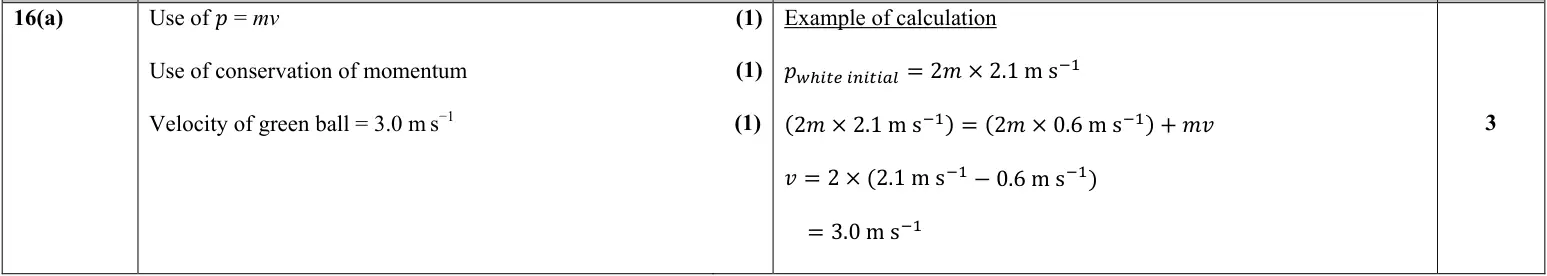 16(a) Use of p = mv (1) Example of calculation
Use of conservation of momentum (1) p_white initial = 2m × 2.1 m s⁻¹
Velocity of green ball = 3.0 m s⁻¹ (1) (2m × 2.1 m s⁻¹) = (2m × 0.6 m s⁻¹) + mv 3
v = 2 × (2.1 m s⁻¹ − 0.6 m s⁻¹)
= 3.0 m s⁻¹